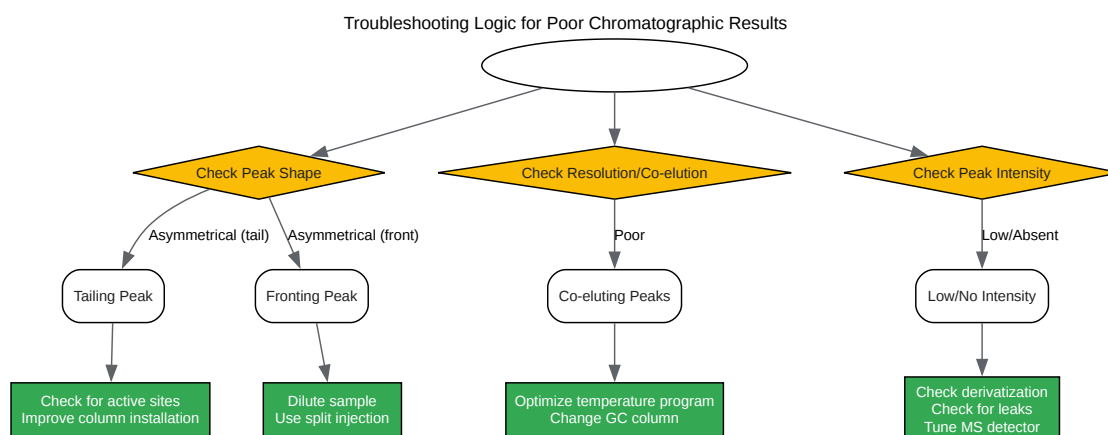 Troubleshooting Logic for Poor Chromatographic Results
Check Peak Shape
Check Resolution/Co-elution
Check Peak Intensity
Asymmetrical (tail)
Asymmetrical (front)
Poor
Low/Absent
Tailing Peak
Fronting Peak
Co-eluting Peaks
Low/No Intensity
Check for active sites
Improve column installation
Dilute sample
Use split injection
Optimize temperature program
Change GC column
Check derivatization
Check for leaks
Tune MS detector